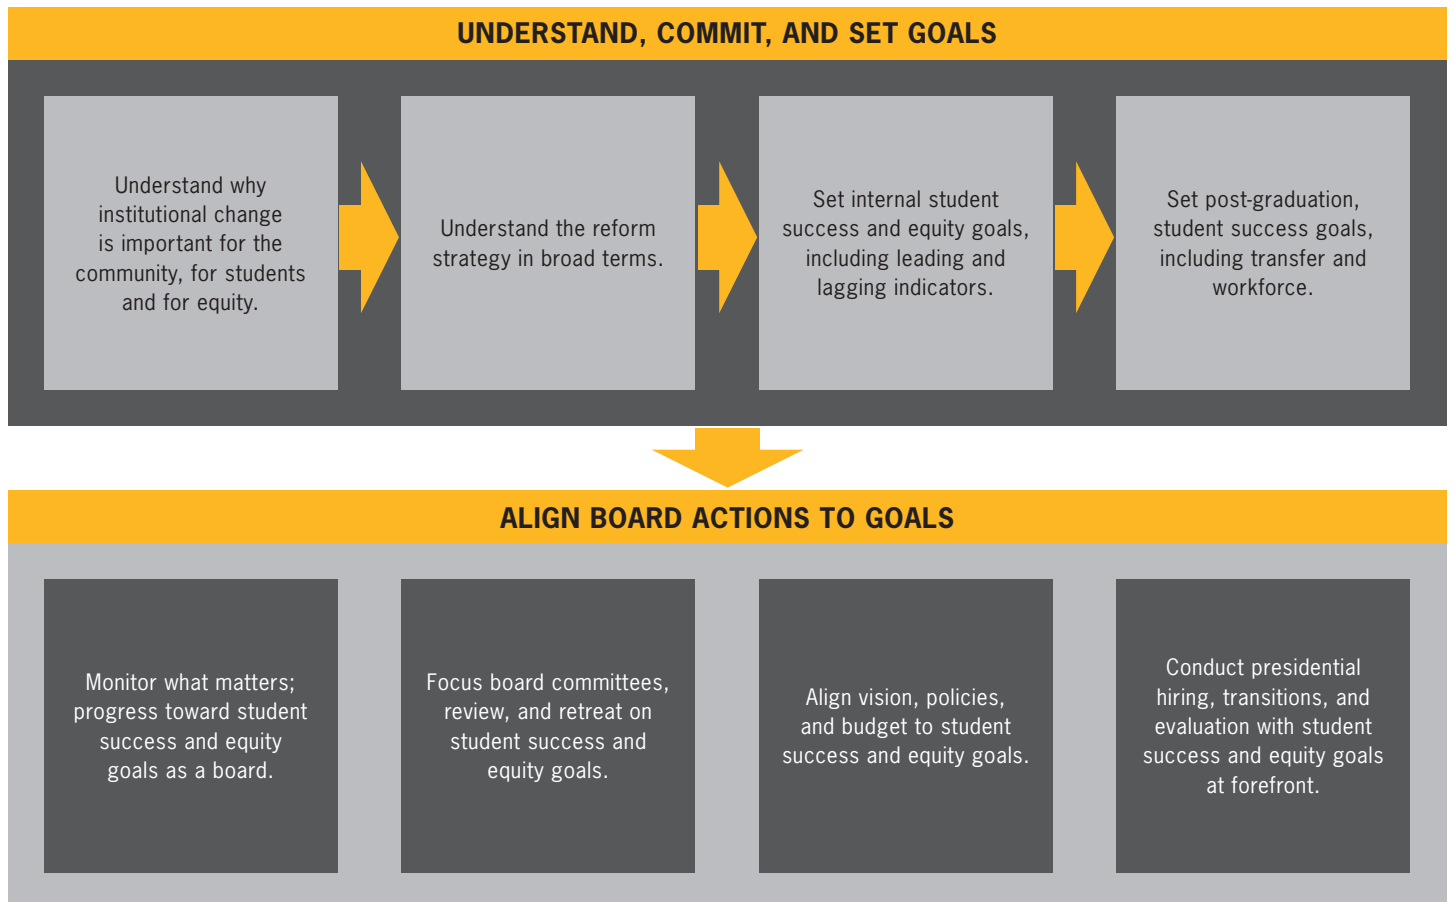 UNDERSTAND, COMMIT, AND SET GOALS
Understand why
institutional change
is important for the
community, for students
and for equity.
Understand the reform
strategy in broad terms.
Set internal student
success and equity goals,
including leading and
lagging indicators.
Set post-graduation,
student success goals,
including transfer and
workforce.
ALIGN BOARD ACTIONS TO GOALS
Monitor what matters;
progress toward student
success and equity
goals as a board.
Focus board committees,
review, and retreat on
student success and
equity goals.
Align vision, policies,
and budget to student
success and equity goals.
Conduct presidential
hiring, transitions, and
evaluation with student
success and equity goals
at forefront.